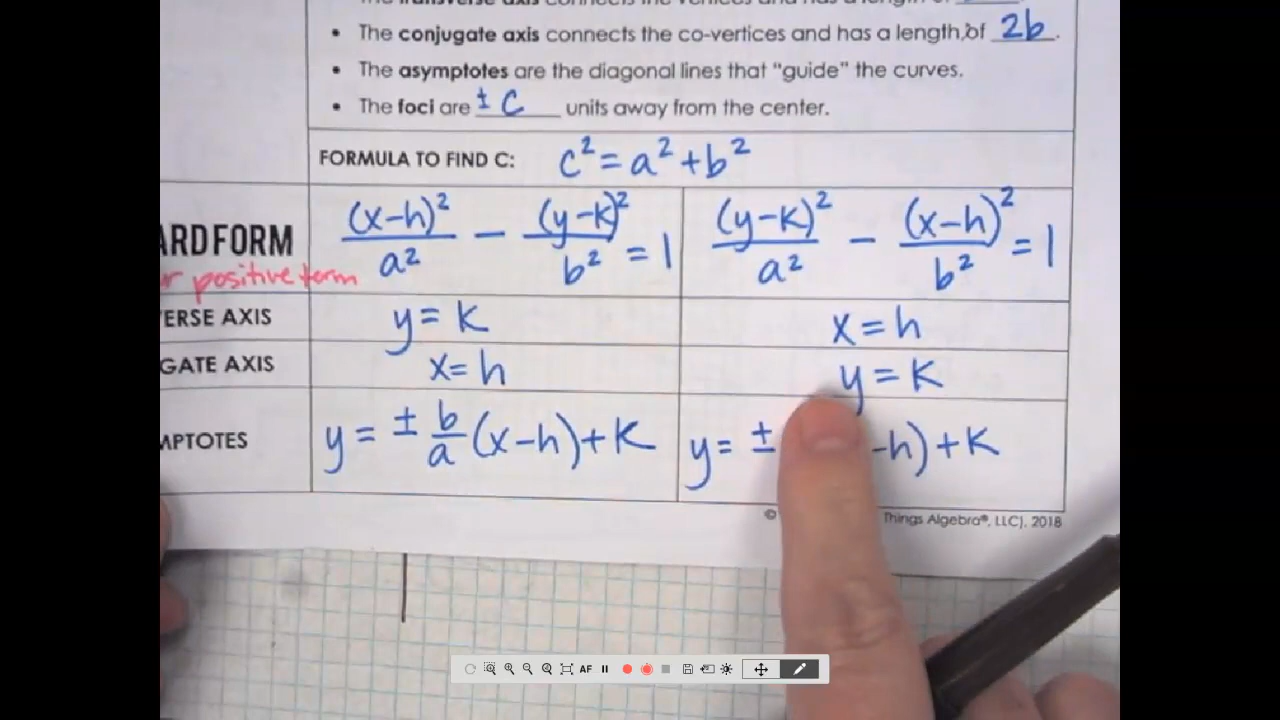 • The conjugate axis connects the co-vertices and has a length of 2b.
• The asymptotes are the diagonal lines that "guide" the curves.
• The foci are ± c units away from the center.
FORMULA TO FIND C: c² = a² + b²
ARD FORM (x-h)²/a² - (y-k)²/b² = 1 (y-k)²/a² - (x-h)²/b² = 1
r positive term
ERSE AXIS y = k x = h
GATE AXIS x = h y = k
MPTOTES y = ± b/a (x-h) + k y = ± -h) + k
© Things Algebra®, LLC), 2018
AF